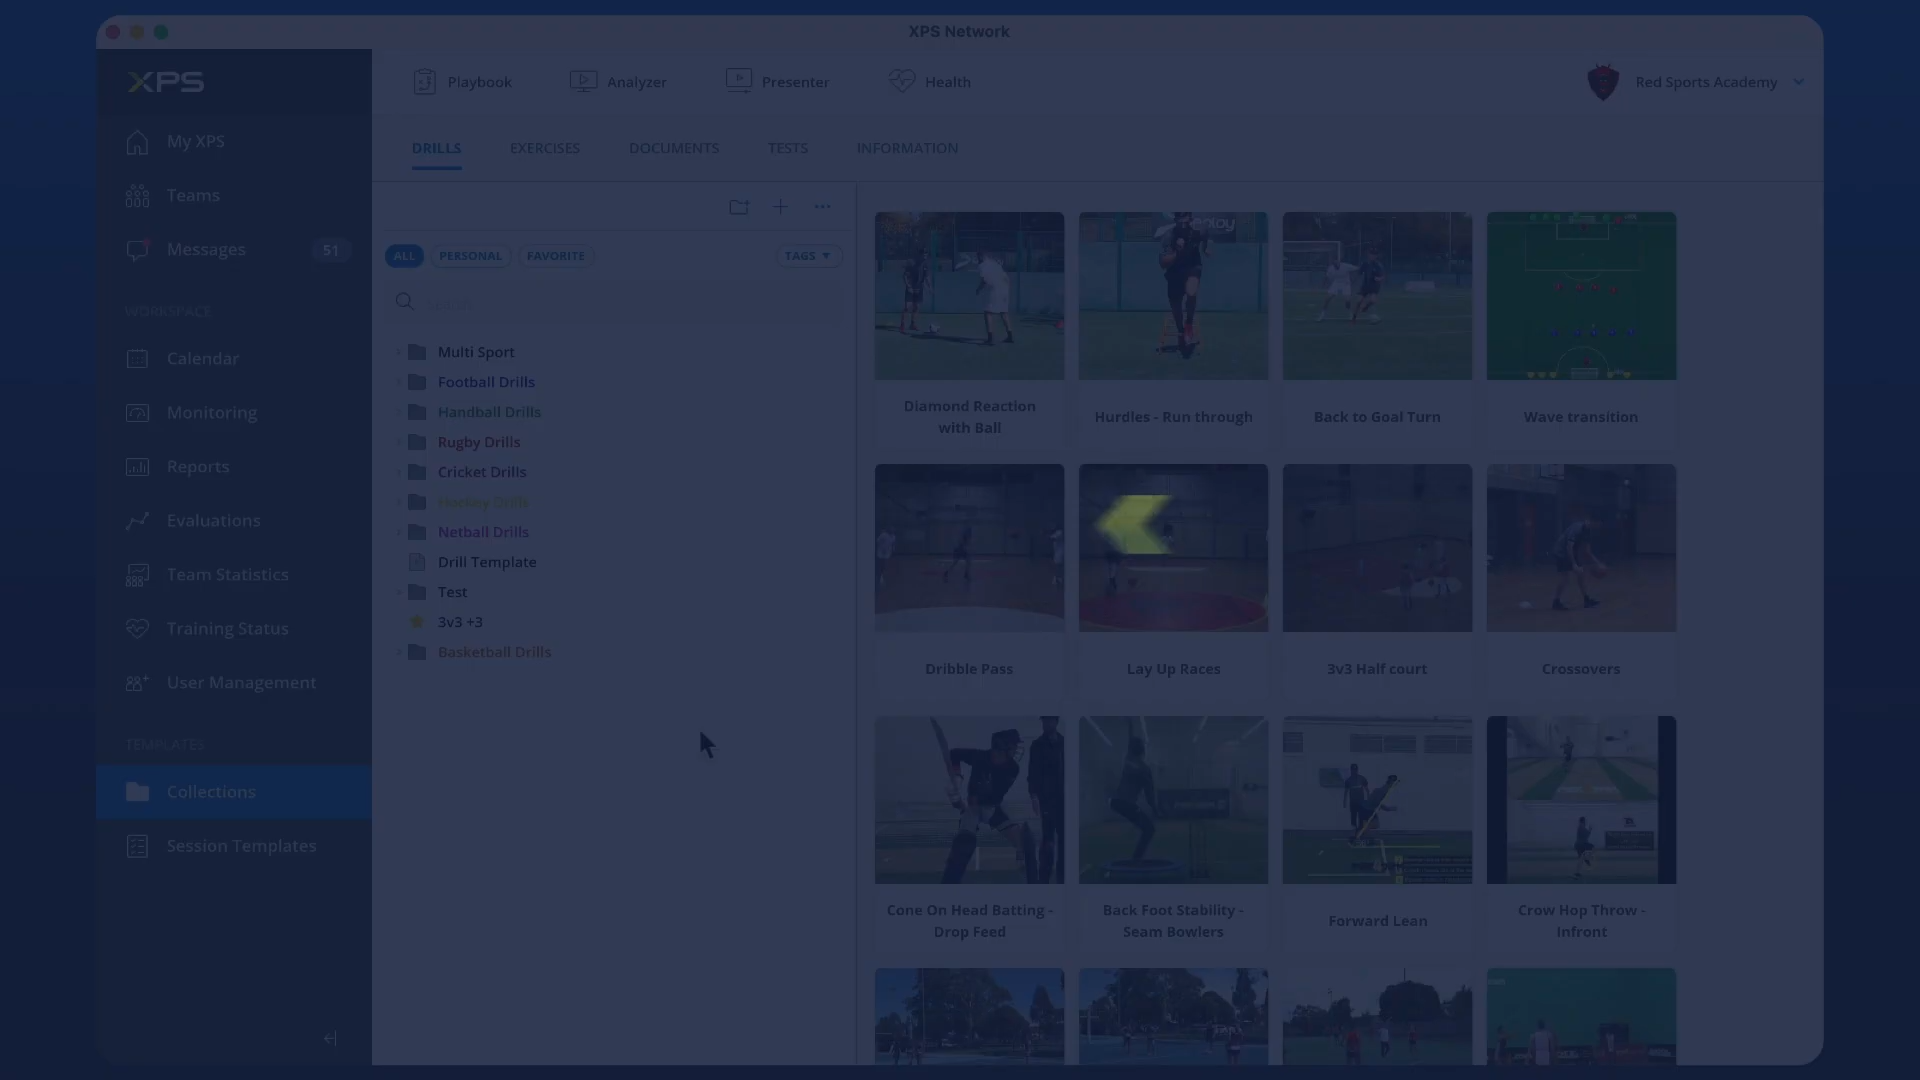 XPS Network
XPS
Playbook
Analyzer
Presenter
Health
Red Sports Academy
My XPS
Teams
Messages
51
WORKSPACE
Calendar
Monitoring
Reports
Evaluations
Team Statistics
Training Status
User Management
TEMPLATES
Collections
Session Templates
DRILLS
EXERCISES
DOCUMENTS
TESTS
INFORMATION
ALL
PERSONAL
FAVORITE
TAGS
Search
Multi Sport
Football Drills
Handball Drills
Rugby Drills
Cricket Drills
Hockey Drills
Netball Drills
Drill Template
Test
3v3 +3
Basketball Drills
Diamond Reaction
with Ball
Hurdles - Run through
Back to Goal Turn
Wave transition
Dribble Pass
Lay Up Races
3v3 Half court
Crossovers
Cone On Head Batting -
Drop Feed
Back Foot Stability -
Seam Bowlers
Forward Lean
Crow Hop Throw -
Infront